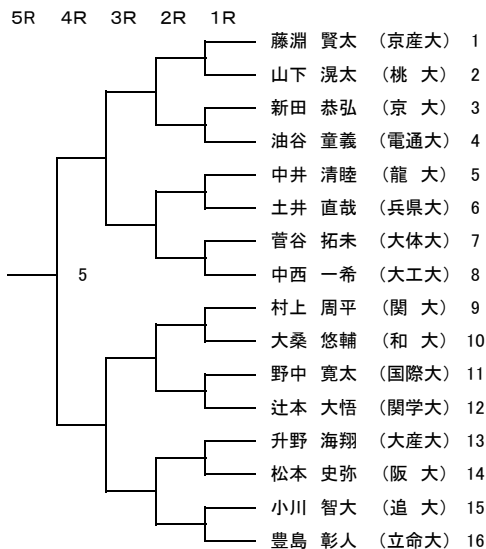 5R 4R 3R 2R 1R
藤淵 賢太 (京産大) 1
山下 滉太 (桃 大) 2
新田 恭弘 (京 大) 3
油谷 童義 (電通大) 4
中井 清睦 (龍 大) 5
土井 直哉 (兵県大) 6
菅谷 拓未 (大体大) 7
中西 一希 (大工大) 8
5
村上 周平 (関 大) 9
大桑 悠輔 (和 大) 10
野中 寛太 (国際大) 11
辻本 大悟 (関学大) 12
升野 海翔 (大産大) 13
松本 史弥 (阪 大) 14
小川 智大 (追 大) 15
豊島 彰人 (立命大) 16